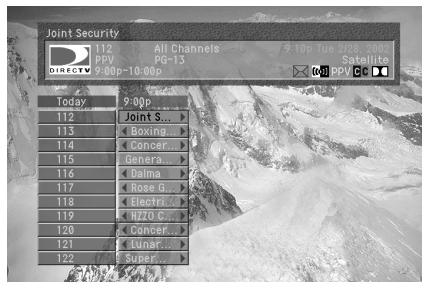 Joint Security
112 All Channels 9:10p Tue 2/28, 2002
PPV PG-13 Satellite
DIRECTV 9:00p-10:00p PPV CC
Today 9:00p
112 Joint S...
113 Boxing...
114 Concer...
115 Genera...
116 Dalma
117 Rose G...
118 Electri...
119 HZZO C...
120 Concer...
121 Lunar...
122 Super...